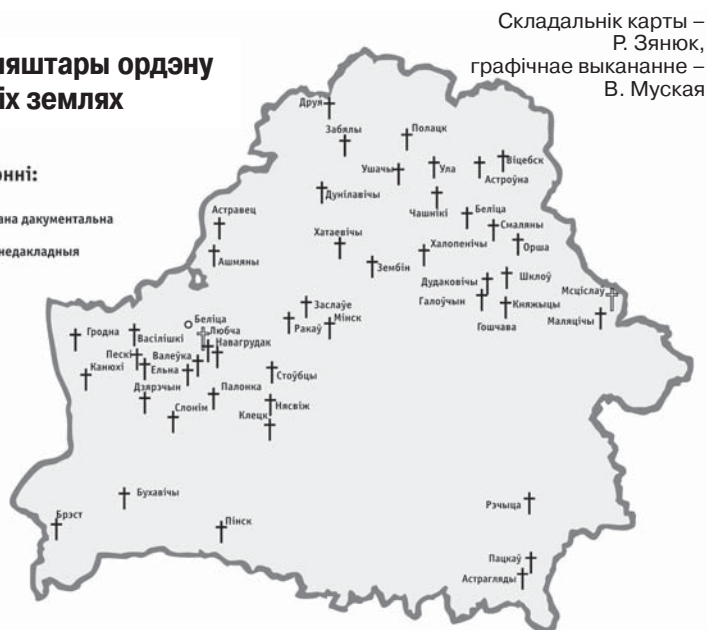 Складальнік карты –
Р. Зянюк,
графічнае выкананне –
В. Муская
ляштары ордэну
іх землях
онні:
ана дакументальна
недакладныя
Друя
Забялы
Полацк
Ушачы
Ула
Віцебск
Астроўна
Дунілавічы
Чашнікі
Беліца
Смаляны
Астравец
Хатаевічы
Халопенічы
Орша
Ашмяны
Зембін
Дудаковічы
Шклоў
Мсціслаў
Галоўчын
Княжыцы
Маляцічы
Гошчава
Заслаўе
Беліца
Любча
Ракаў
Мінск
Гродна
Васілішкі
Навагрудак
Пескі
Валеўка
Канюхі
Ельна
Стоўбцы
Дзярэчын
Палонка
Слонім
Нясвіж
Клецк
Бухавічы
Рэчыца
Брэст
Пінск
Пацкаў
Астрагляды